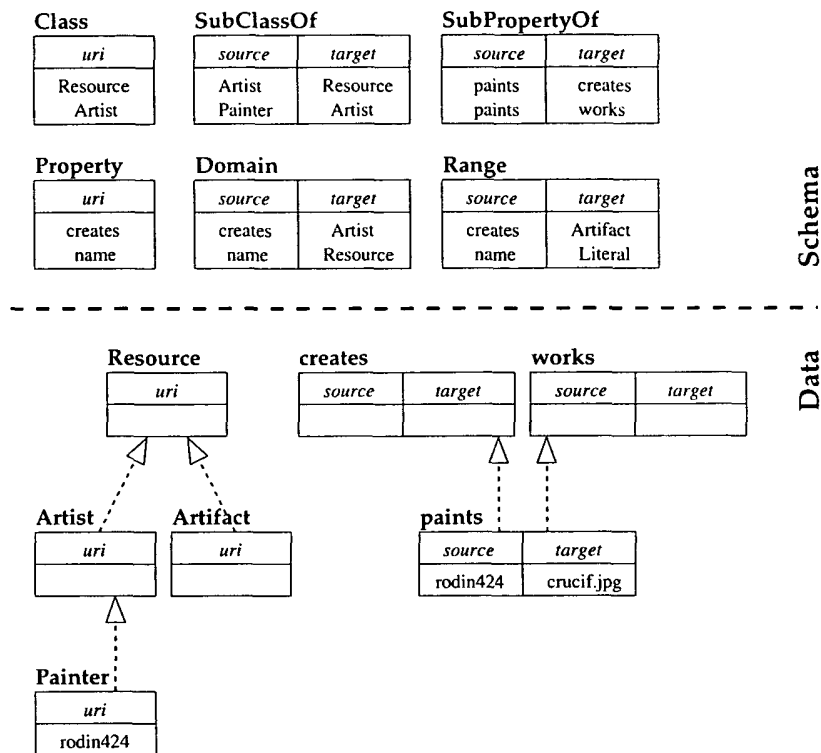 Class SubClassOf SubPropertyOf
uri source target source target
Resource Artist Resource paints creates
Artist Painter Artist paints works
Property Domain Range
uri source target source target
creates creates Artist creates Artifact
name name Resource name Literal
Schema
Data
Resource creates works
uri source target source target
Artist Artifact paints
uri uri source target
rodin424 crucif.jpg
Painter
uri
rodin424